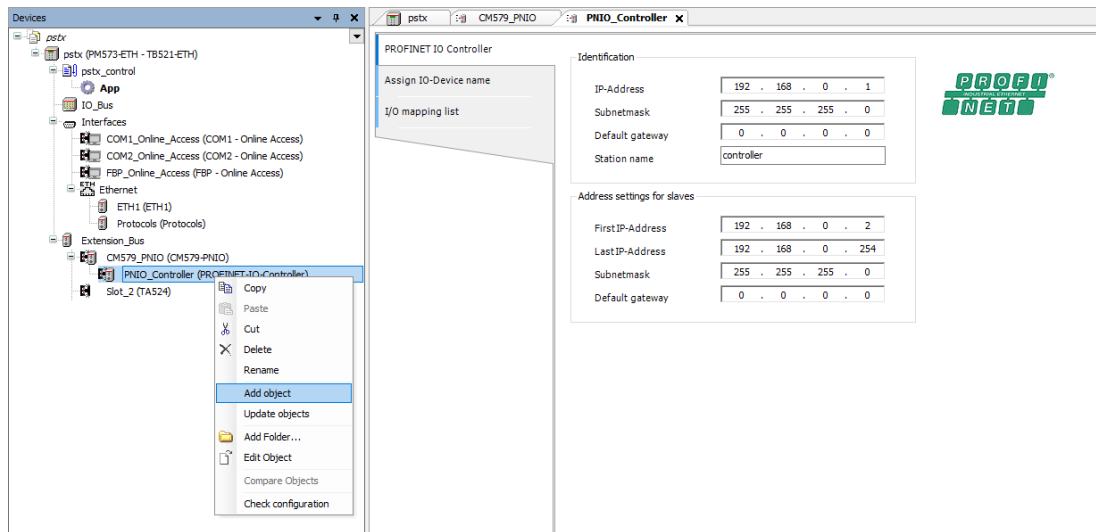 Devices
pstx
pstx (PM573-ETH - TB521-ETH)
pstx_control
App
IO_Bus
Interfaces
COM1_Online_Access (COM1 - Online Access)
COM2_Online_Access (COM2 - Online Access)
FBP_Online_Access (FBP - Online Access)
ETH Ethernet
ETH1 (ETH1)
Protocols (Protocols)
Extension_Bus
CM579_PNIO (CM579-PNIO)
PNIO_Controller (PROFINET-IO-Controller)
Slot_2 (TA524)
Copy
Paste
Cut
Delete
Rename
Add object
Update objects
Add Folder...
Edit Object
Compare Objects
Check configuration
pstx CM579_PNIO PNIO_Controller
PROFINET IO Controller
Assign IO-Device name
I/O mapping list
Identification
IP-Address 192 . 168 . 0 . 1
Subnetmask 255 . 255 . 255 . 0
Default gateway 0 . 0 . 0 . 0
Station name controller
PROFI
INDUSTRIAL ETHERNET
NET
Address settings for slaves
First IP-Address 192 . 168 . 0 . 2
Last IP-Address 192 . 168 . 0 . 254
Subnetmask 255 . 255 . 255 . 0
Default gateway 0 . 0 . 0 . 0